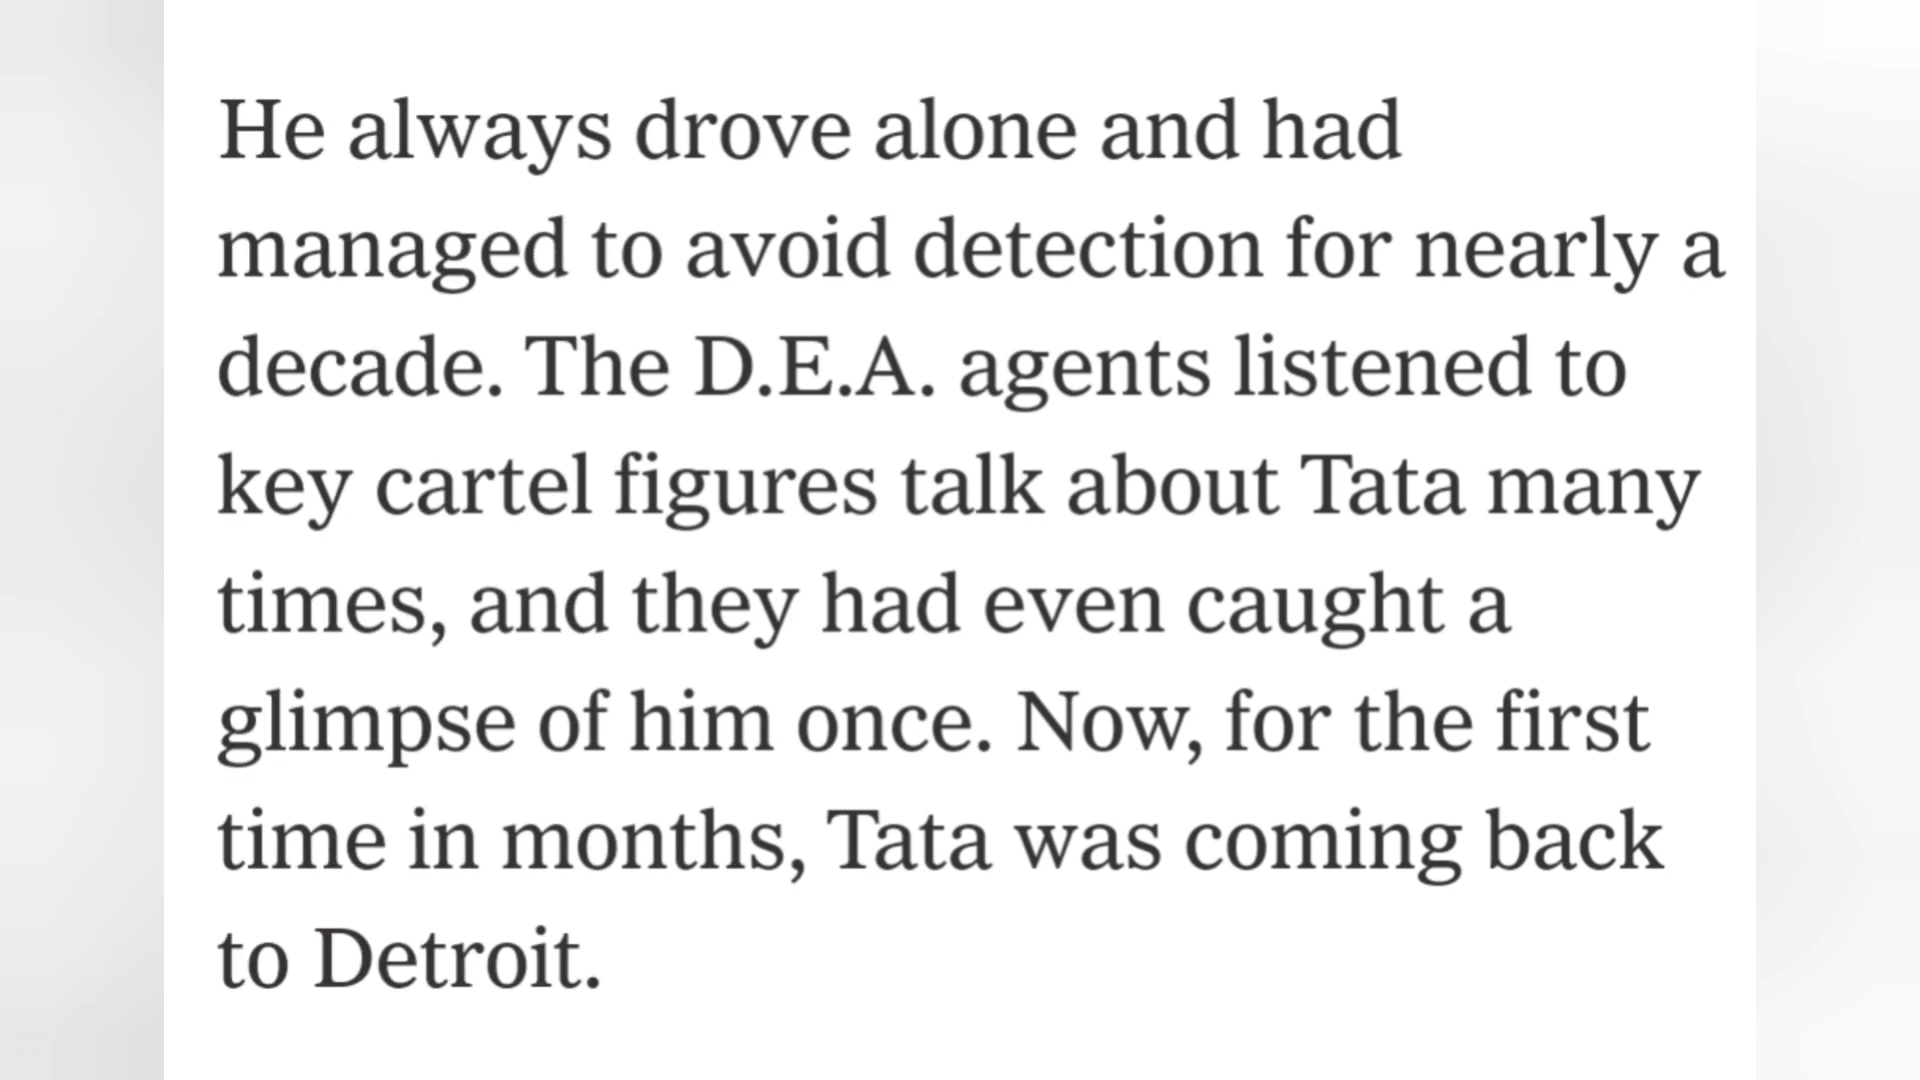 He always drove alone and had
managed to avoid detection for nearly a
decade. The D.E.A. agents listened to
key cartel figures talk about Tata many
times, and they had even caught a
glimpse of him once. Now, for the first
time in months, Tata was coming back
to Detroit.